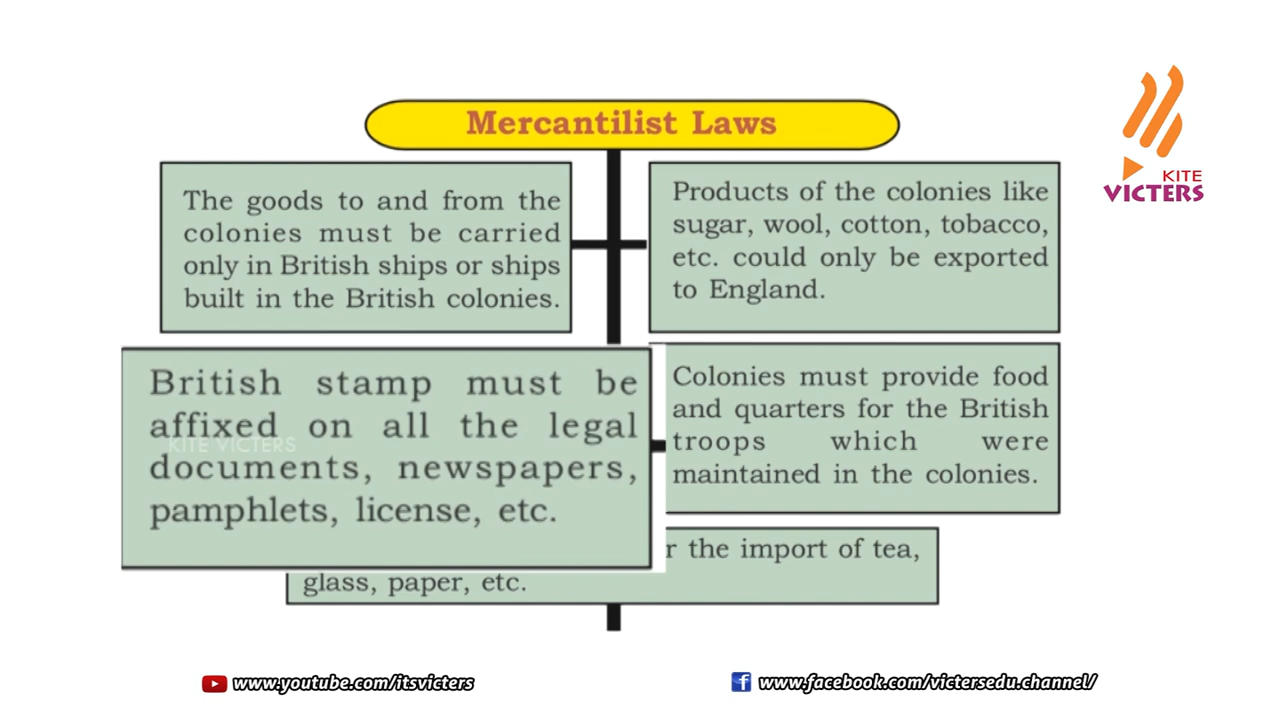 Mercantilist Laws
The goods to and from the
colonies must be carried
only in British ships or ships
built in the British colonies.
Products of the colonies like
sugar, wool, cotton, tobacco,
etc. could only be exported
to England.
British stamp must be
affixed on all the legal
documents, newspapers,
pamphlets, license, etc.
KITE VICTERS
Colonies must provide food
and quarters for the British
troops which were
maintained in the colonies.
the import of tea,
glass, paper, etc.
KITE
VICTERS
www.youtube.com/itsvicters
www.facebook.com/victersedu.channel/